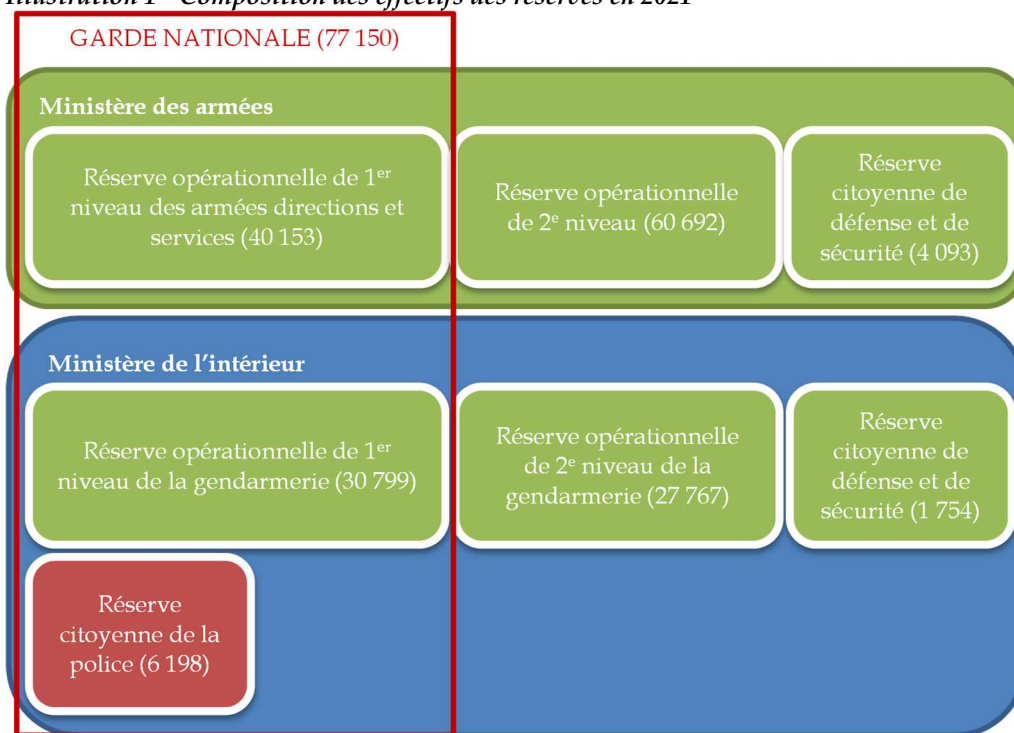 Illustration 1 - Composition des effectifs des réserves en 2021
GARDE NATIONALE (77 150)
Ministère des armées
Réserve opérationnelle de 1er
niveau des armées directions et
services (40 153)
Réserve opérationnelle
de 2e niveau (60 692)
Réserve
citoyenne de
défense et de
sécurité (4 093)
Ministère de l'intérieur
Réserve opérationnelle de 1er
niveau de la gendarmerie (30 799)
Réserve opérationnelle
de 2e niveau de la
gendarmerie (27 767)
Réserve
citoyenne de
défense et de
sécurité (1 754)
Réserve
citoyenne de la
police (6 198)